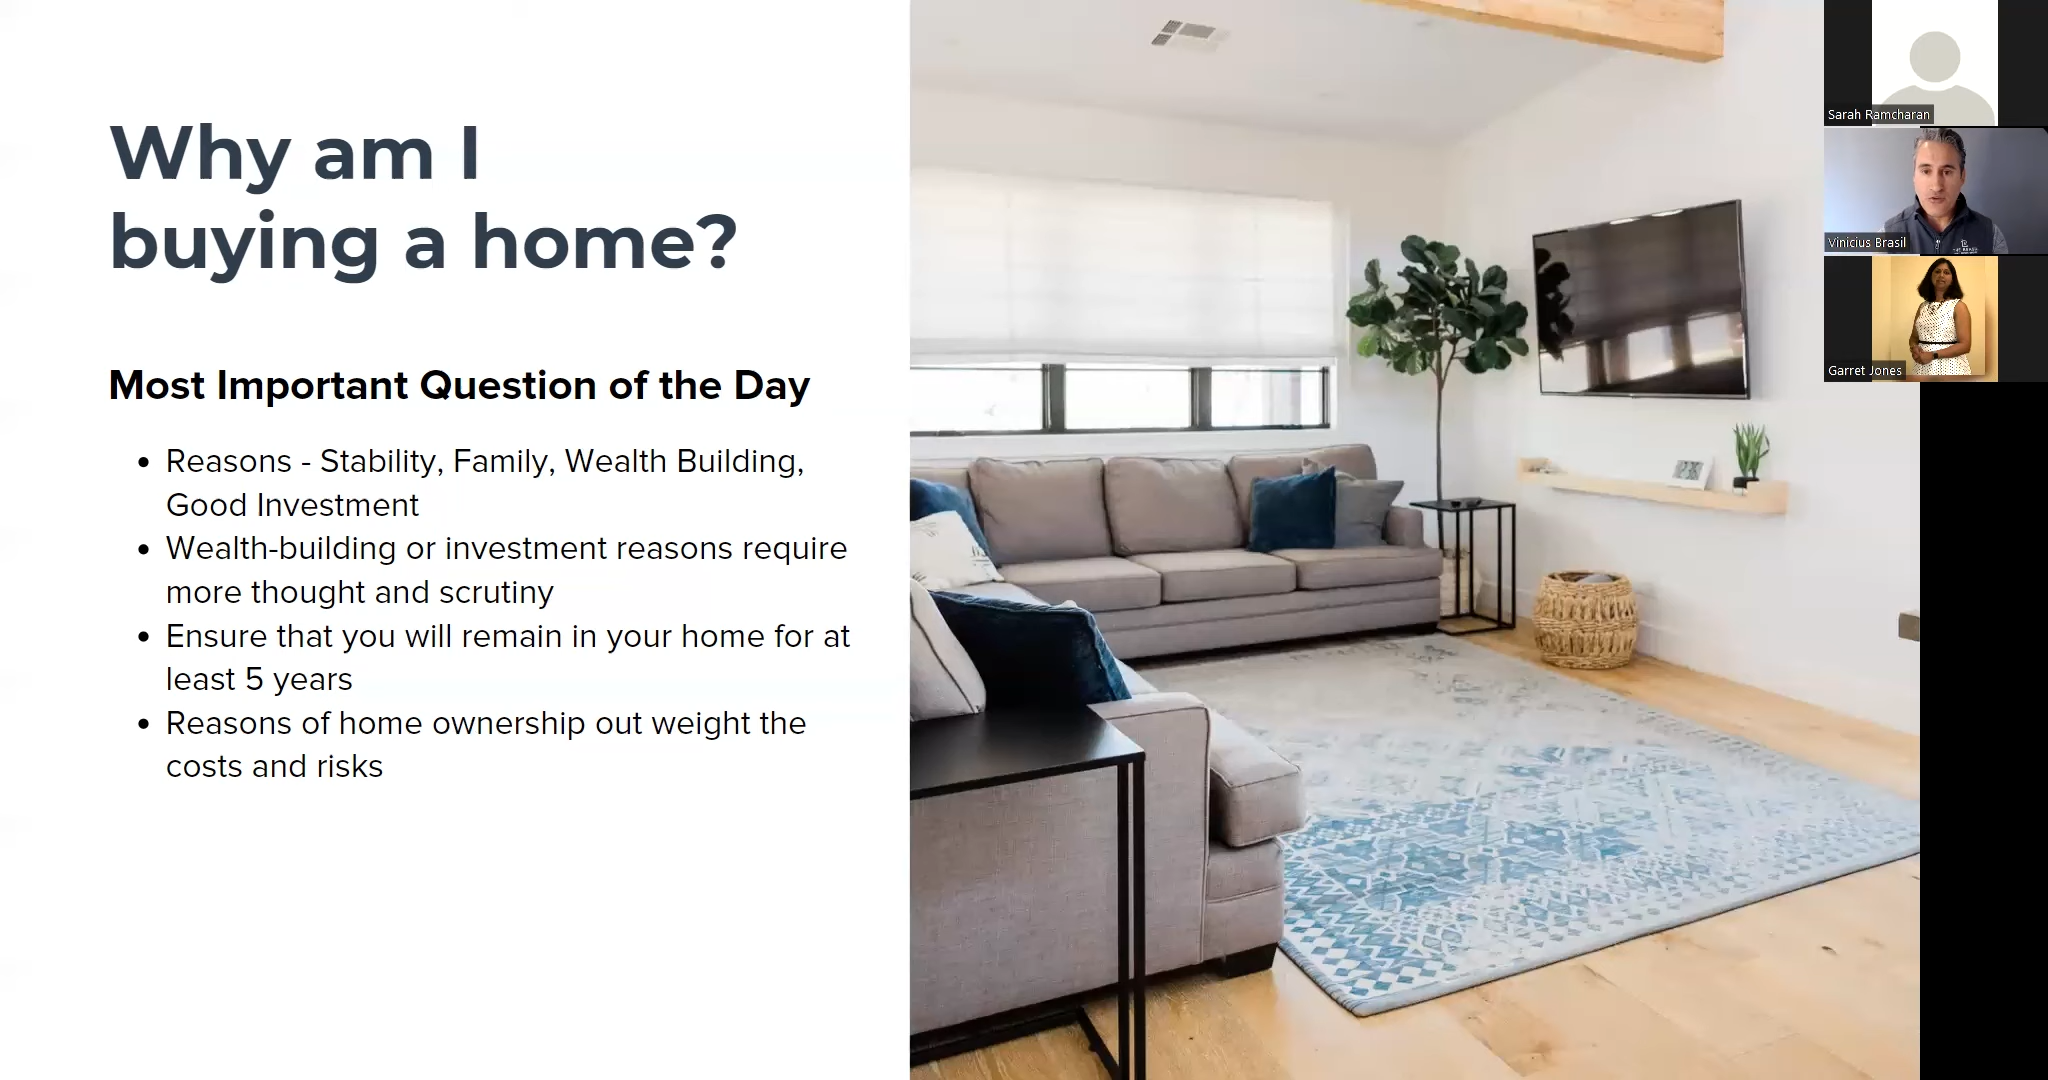 Why am I
buying a home?
Most Important Question of the Day
• Reasons - Stability, Family, Wealth Building,
Good Investment
• Wealth-building or investment reasons require
more thought and scrutiny
• Ensure that you will remain in your home for at
least 5 years
• Reasons of home ownership out weight the
costs and risks
Sarah Ramcharan
Vinicius Brasil
Garret Jones